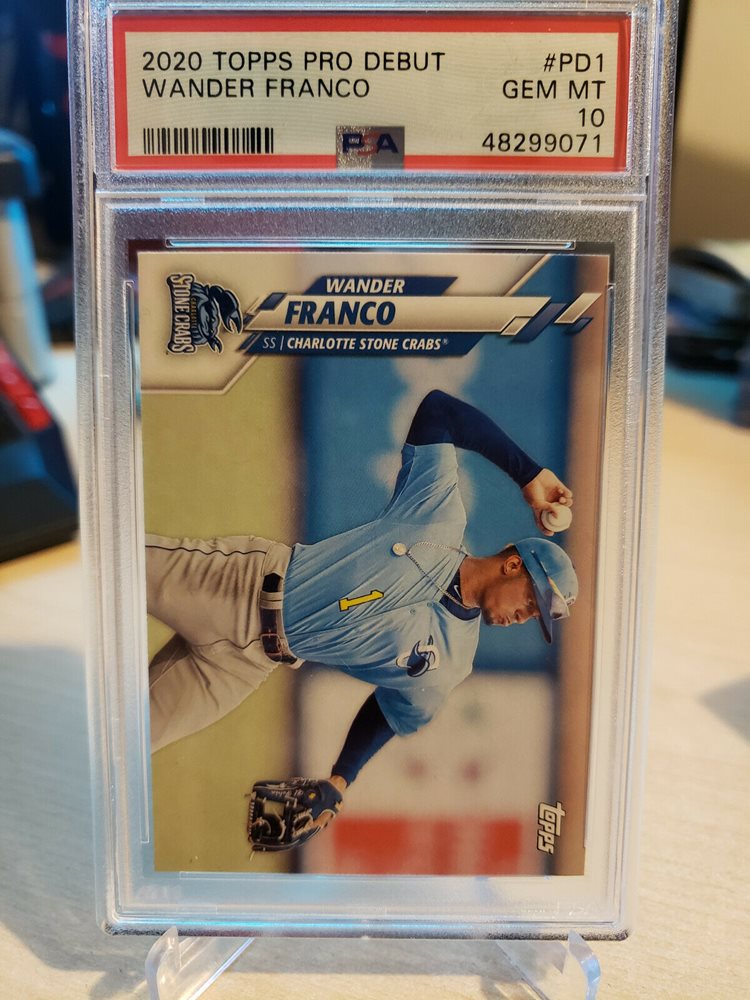 2020 TOPPS PRO DEBUT #PD1
WANDER FRANCO GEM MT
10
48299071
PSA
WANDER
FRANCO
SS | CHARLOTTE STONE CRABS®
CHARLOTTE
STONE CRABS
1
topps